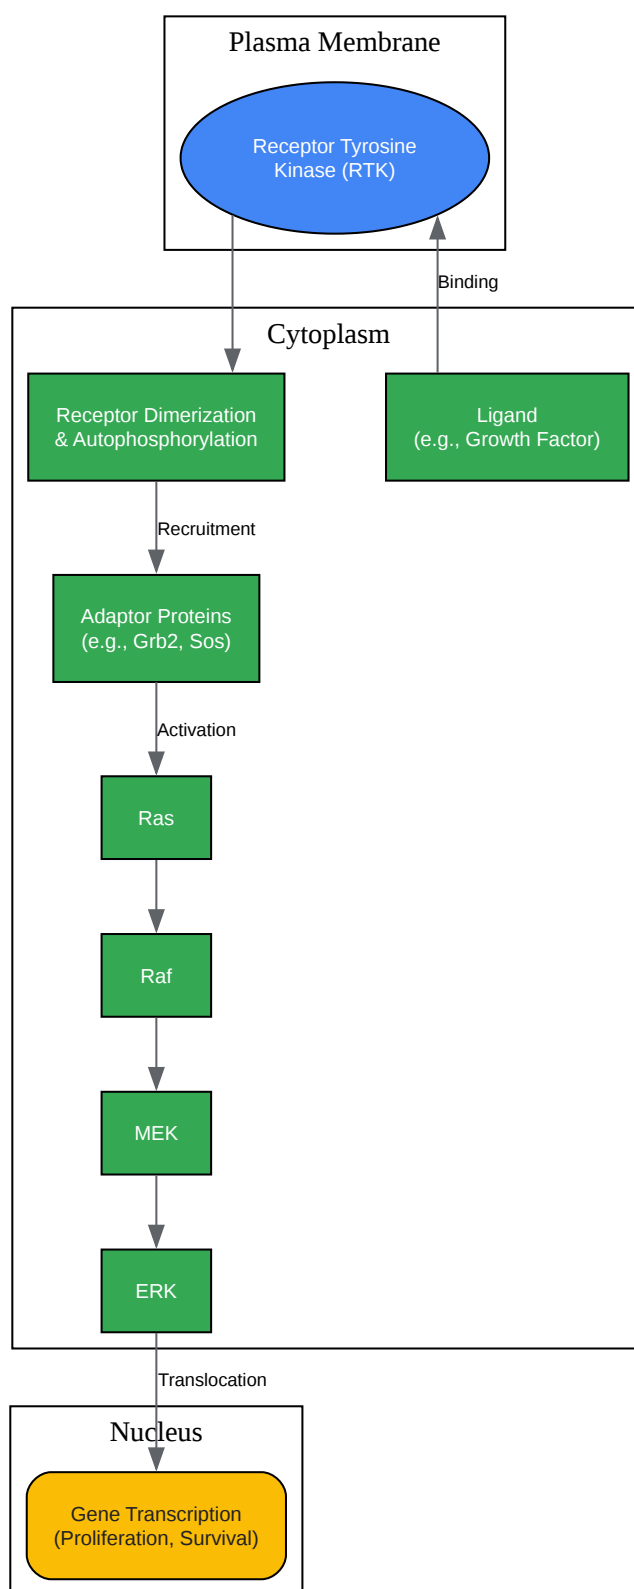 Plasma Membrane
Receptor Tyrosine
Kinase (RTK)
Binding
Cytoplasm
Receptor Dimerization
& Autophosphorylation
Ligand
(e.g., Growth Factor)
Recruitment
Adaptor Proteins
(e.g., Grb2, Sos)
Activation
Ras
Raf
MEK
ERK
Translocation
Nucleus
Gene Transcription
(Proliferation, Survival)